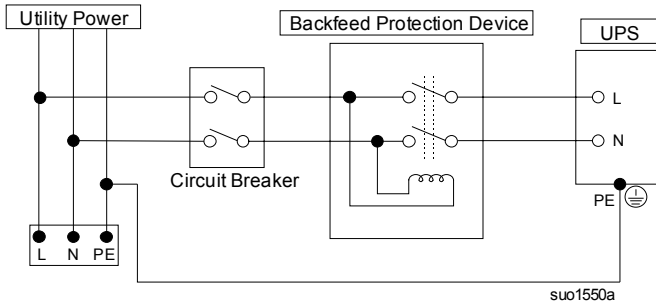 Utility Power
Backfeed Protection Device
UPS
L
N
Circuit Breaker
PE
L N PE
suo1550a